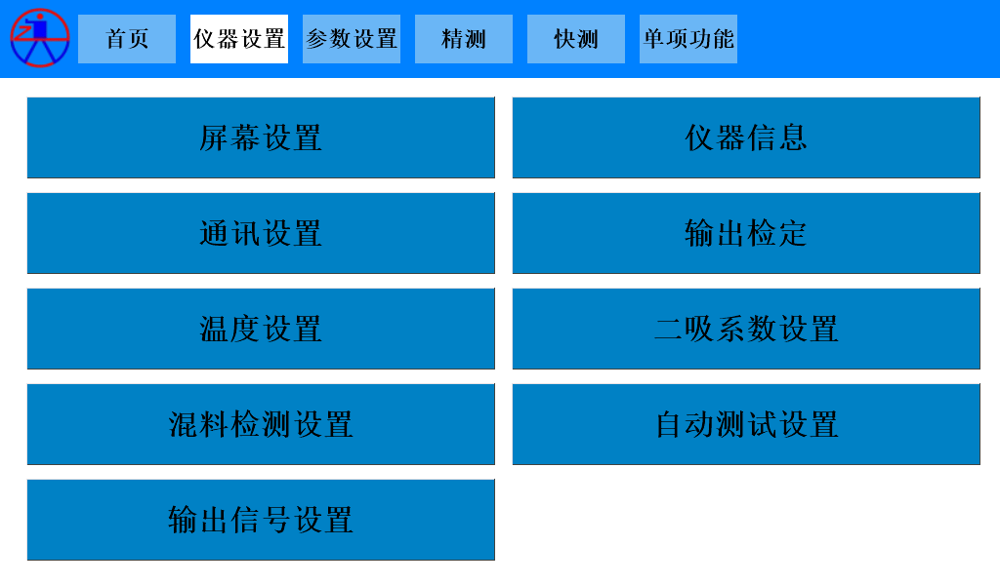 首页 仪器设置 参数设置 精测 快测 单项功能
屏幕设置 仪器信息
通讯设置 输出检定
温度设置 二吸系数设置
混料检测设置 自动测试设置
输出信号设置